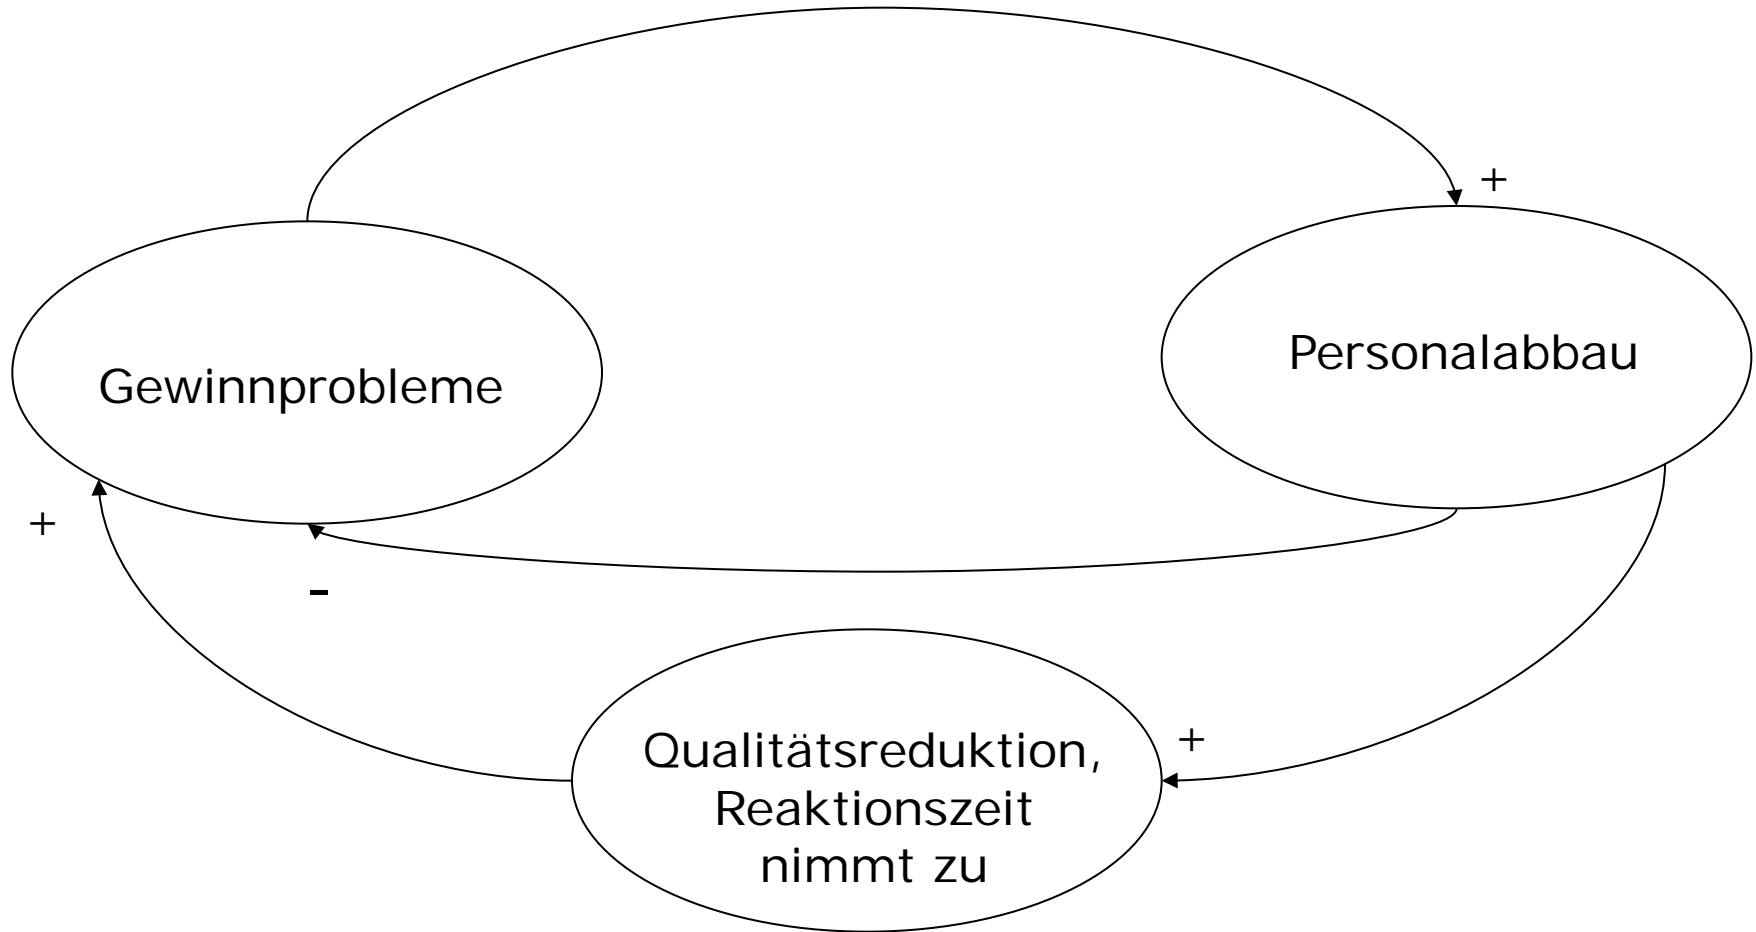 +
Personalabbau
Gewinnprobleme
+
-
+
Qualitätsreduktion,
Reaktionszeit
nimmt zu